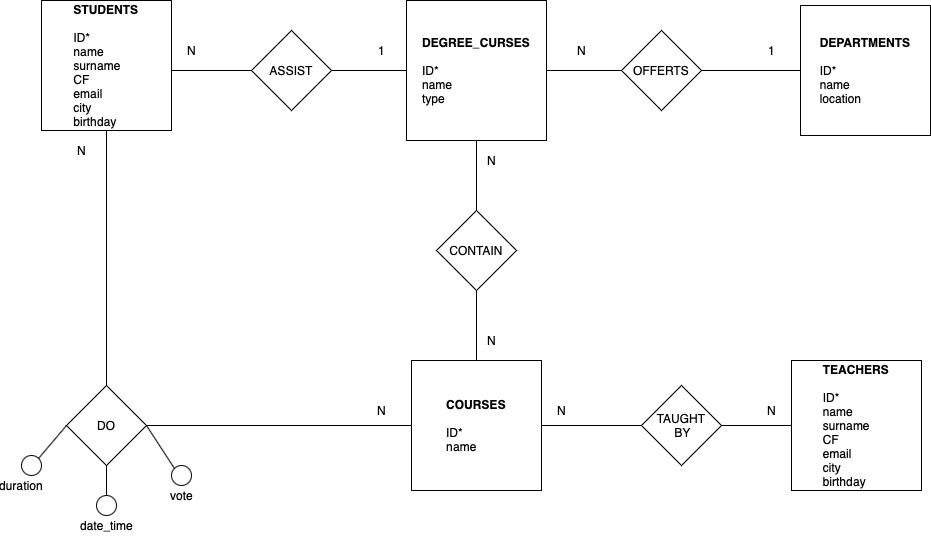 STUDENTS
ID*
name
surname
CF
email
city
birthday
N
ASSIST
1
DEGREE_CURSES
ID*
name
type
N
OFFERTS
1
DEPARTMENTS
ID*
name
location
N
N
CONTAIN
N
DO
duration
date_time
vote
N
COURSES
ID*
name
N
TAUGHT
BY
N
TEACHERS
ID*
name
surname
CF
email
city
birthday